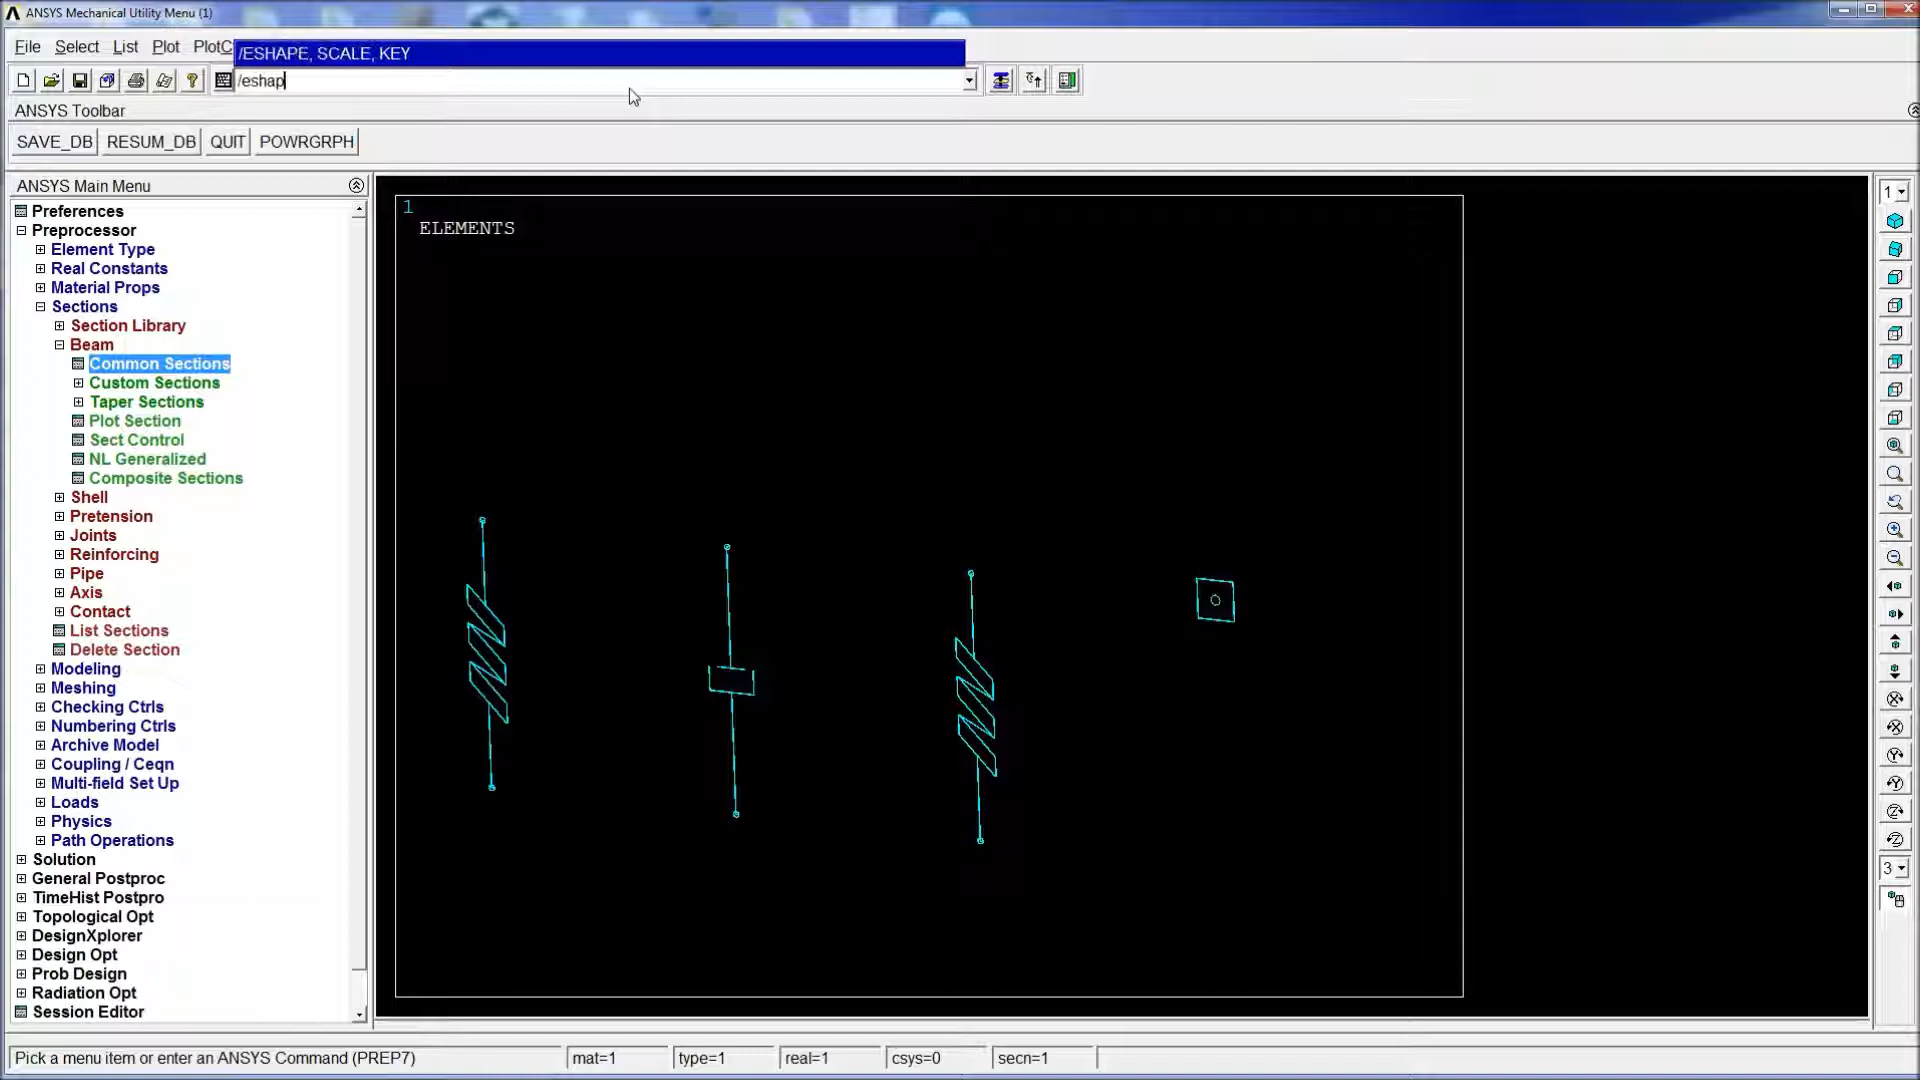 ANSYS Mechanical Utility Menu (1)
File Select List Plot PlotC
/ESHAPE, SCALE, KEY
/eshap
ANSYS Toolbar
SAVE_DB RESUM_DB QUIT POWRGRPH
ANSYS Main Menu
Preferences
Preprocessor
Element Type
Real Constants
Material Props
Sections
Section Library
Beam
Common Sections
Custom Sections
Taper Sections
Plot Section
Sect Control
NL Generalized
Composite Sections
Shell
Pretension
Joints
Reinforcing
Pipe
Axis
Contact
List Sections
Delete Section
Modeling
Meshing
Checking Ctrls
Numbering Ctrls
Archive Model
Coupling / Ceqn
Multi-field Set Up
Loads
Physics
Path Operations
Solution
General Postproc
TimeHist Postpro
Topological Opt
DesignXplorer
Design Opt
Prob Design
Radiation Opt
Session Editor
1
ELEMENTS
1
3
Pick a menu item or enter an ANSYS Command (PREP7) mat=1 type=1 real=1 csys=0 secn=1